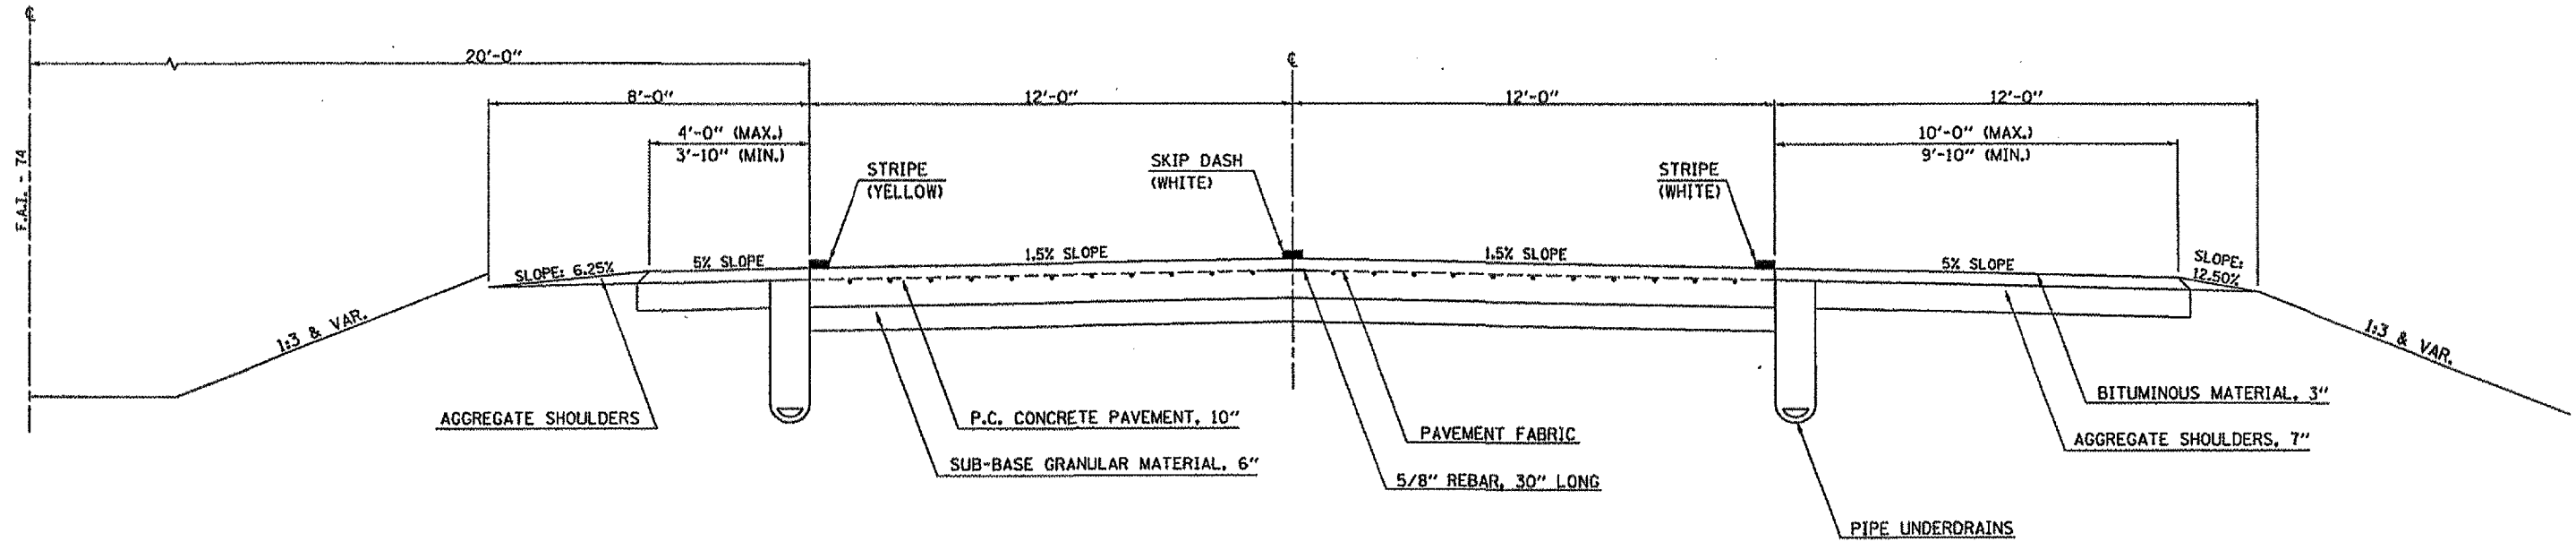 ℄
℄
20'-0"
8'-0"
12'-0"
12'-0"
12'-0"
4'-0" (MAX.)
3'-10" (MIN.)
10'-0" (MAX.)
9'-10" (MIN.)
F.A.I. - 74
STRIPE
(YELLOW)
SKIP DASH
(WHITE)
STRIPE
(WHITE)
SLOPE: 6.25%
5% SLOPE
1.5% SLOPE
1.5% SLOPE
5% SLOPE
SLOPE:
12.50%
1:3 & VAR.
1:3 & VAR.
AGGREGATE SHOULDERS
P.C. CONCRETE PAVEMENT, 10"
SUB-BASE GRANULAR MATERIAL, 6"
PAVEMENT FABRIC
5/8" REBAR, 30" LONG
BITUMINOUS MATERIAL, 3"
AGGREGATE SHOULDERS, 7"
PIPE UNDERDRAINS